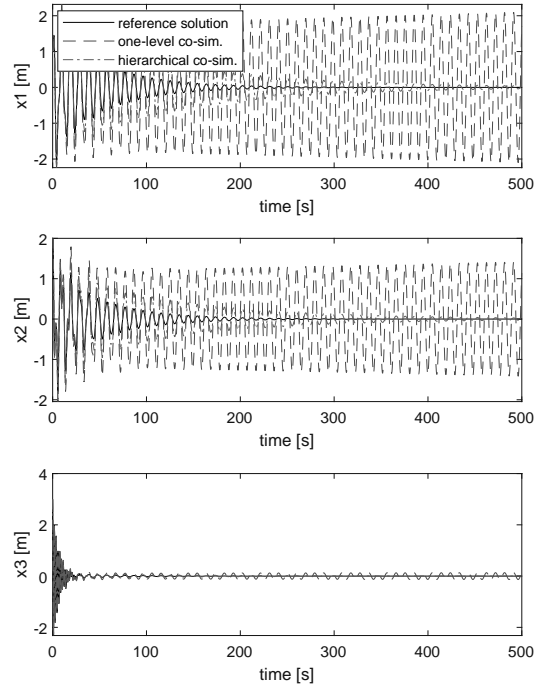 2
reference solution
one-level co-sim.
1
hierarchical co-sim.
x1 [m]
0
-1
-2
0 100 200 300 400 500
time [s]
2
1
x2 [m]
0
-1
-2
0 100 200 300 400 500
time [s]
4
2
x3 [m]
0
-2
0 100 200 300 400 500
time [s]